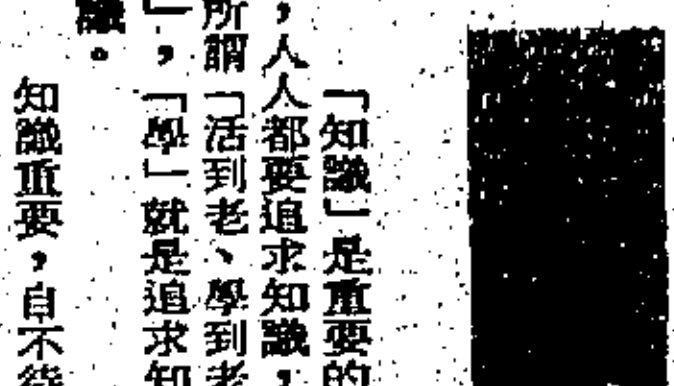 「知識」是重要的
，人人都要追求知識，
所謂「活到老、學到老
」，「學」就是追求知
識。
知識重要，自不待